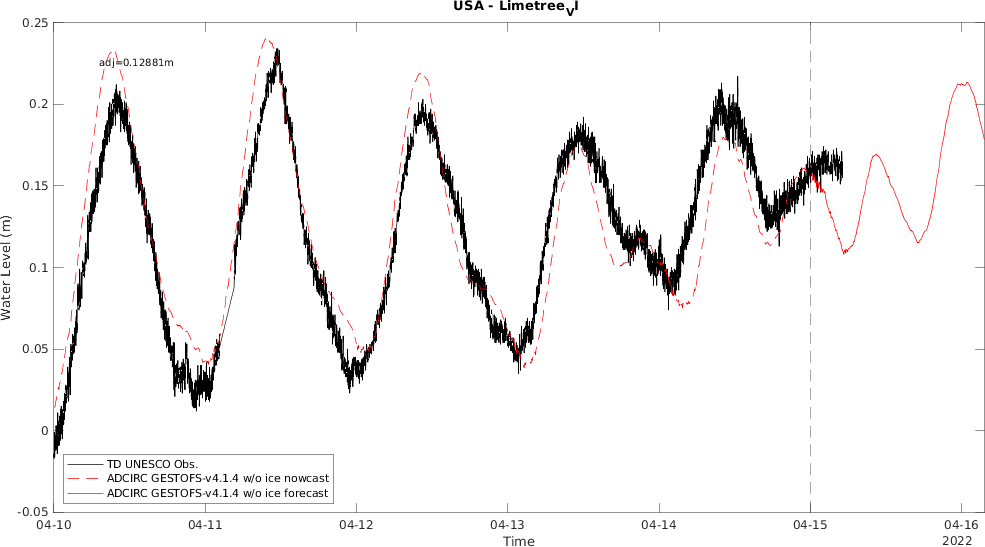 USA - LimetreeVI
adj=0.12881m
0.25
0.2
0.15
0.1
0.05
0
-0.05
Water Level (m)
TD UNESCO Obs.
ADCIRC GESTOFS-v4.1.4 w/o ice nowcast
ADCIRC GESTOFS-v4.1.4 w/o ice forecast
04-10 04-11 04-12 04-13 04-14 04-15 04-16
Time
2022